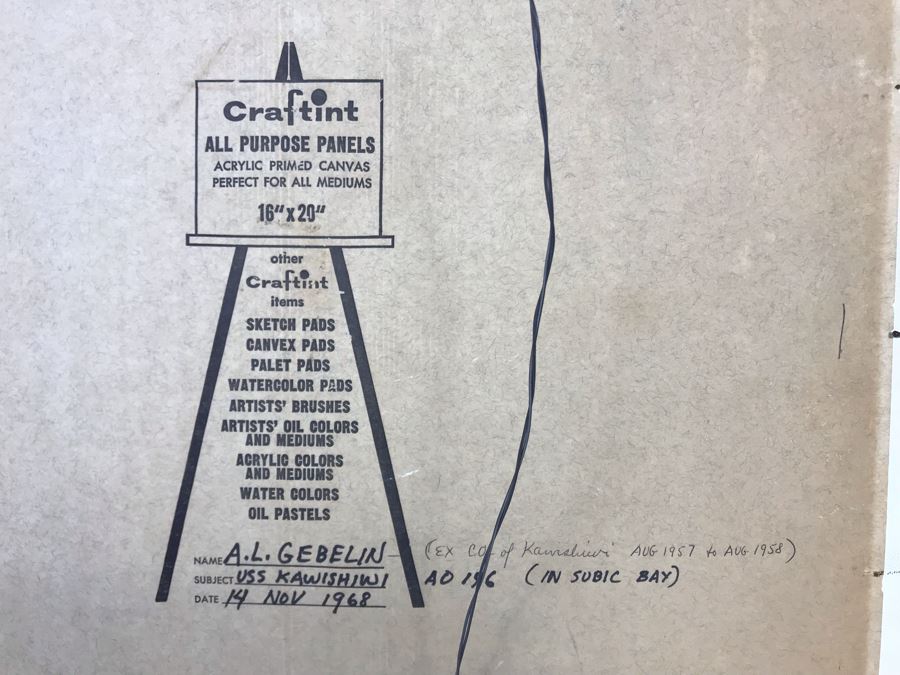 Craftint
ALL PURPOSE PANELS
ACRYLIC PRIMED CANVAS
PERFECT FOR ALL MEDIUMS
16" x 20"
other
Craftint
items
SKETCH PADS
CANVEX PADS
PALET PADS
WATERCOLOR PADS
ARTISTS' BRUSHES
ARTISTS' OIL COLORS
AND MEDIUMS
ACRYLIC COLORS
AND MEDIUMS
WATER COLORS
OIL PASTELS
NAME A.L. GEBELIN (EX CO of Kawishiwi AUG 1957 to AUG 1958)
SUBJECT USS KAWISHIWI AO 196 (IN SUBIC BAY)
DATE 14 NOV 1968